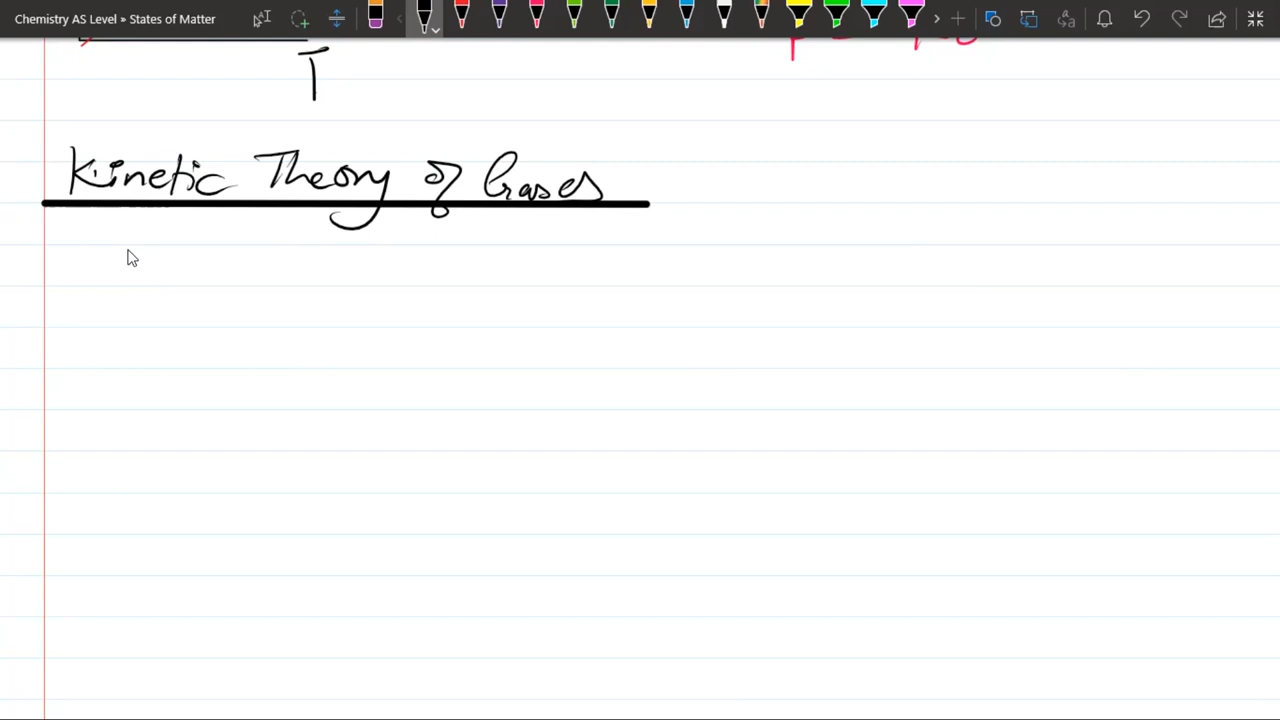 Chemistry AS Level » States of Matter
T
Kinetic Theory of Gases